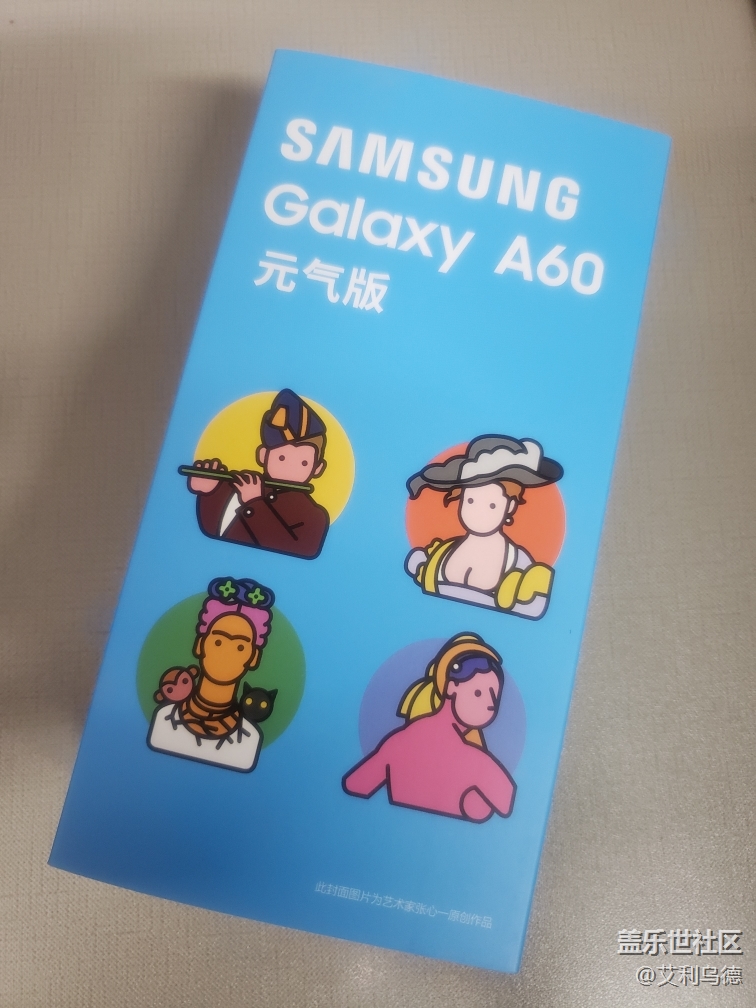 SAMSUNG
Galaxy A60
元气版
此封面图片为艺术家张心一原创作品
盖乐世社区
@艾利乌德